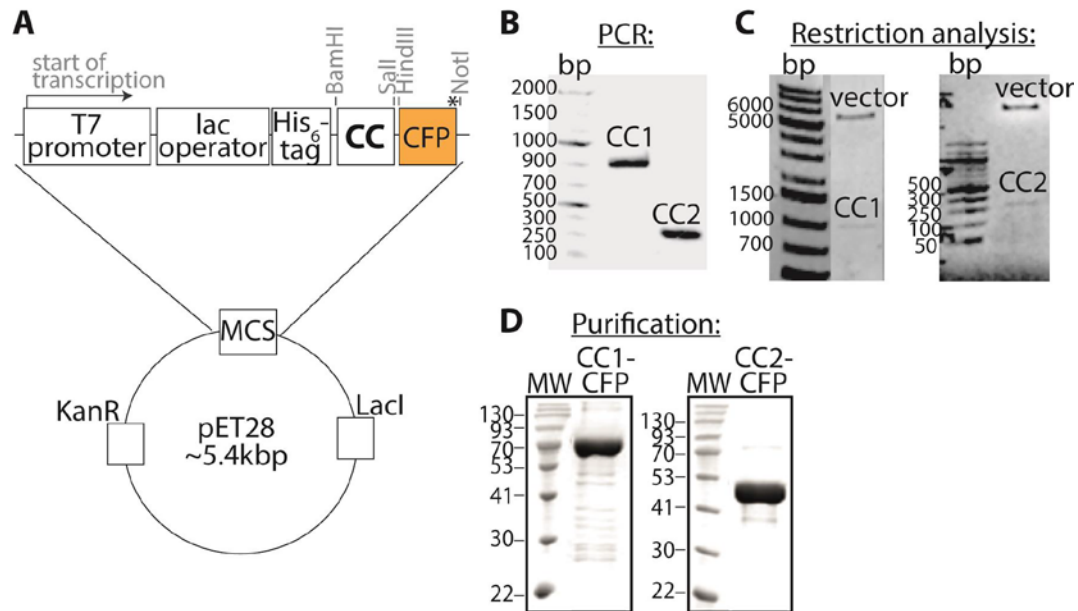 A
start of
transcription
BamHI
SalI
HindIII
*NotI
T7
promoter
lac
operator
His6-
tag
CC
CFP
MCS
KanR
LacI
pET28
~5.4kbp
B
PCR:
bp
2000
1500
1000
900
700
500
300
250
100
CC1
CC2
C
Restriction analysis:
bp
6000
5000
1500
1000
700
vector
CC1
bp
500
300
250
100
50
vector
CC2
D
Purification:
MW
CC1-
CFP
130
93
70
53
41
30
22
MW
CC2-
CFP
130
93
70
53
41
30
22